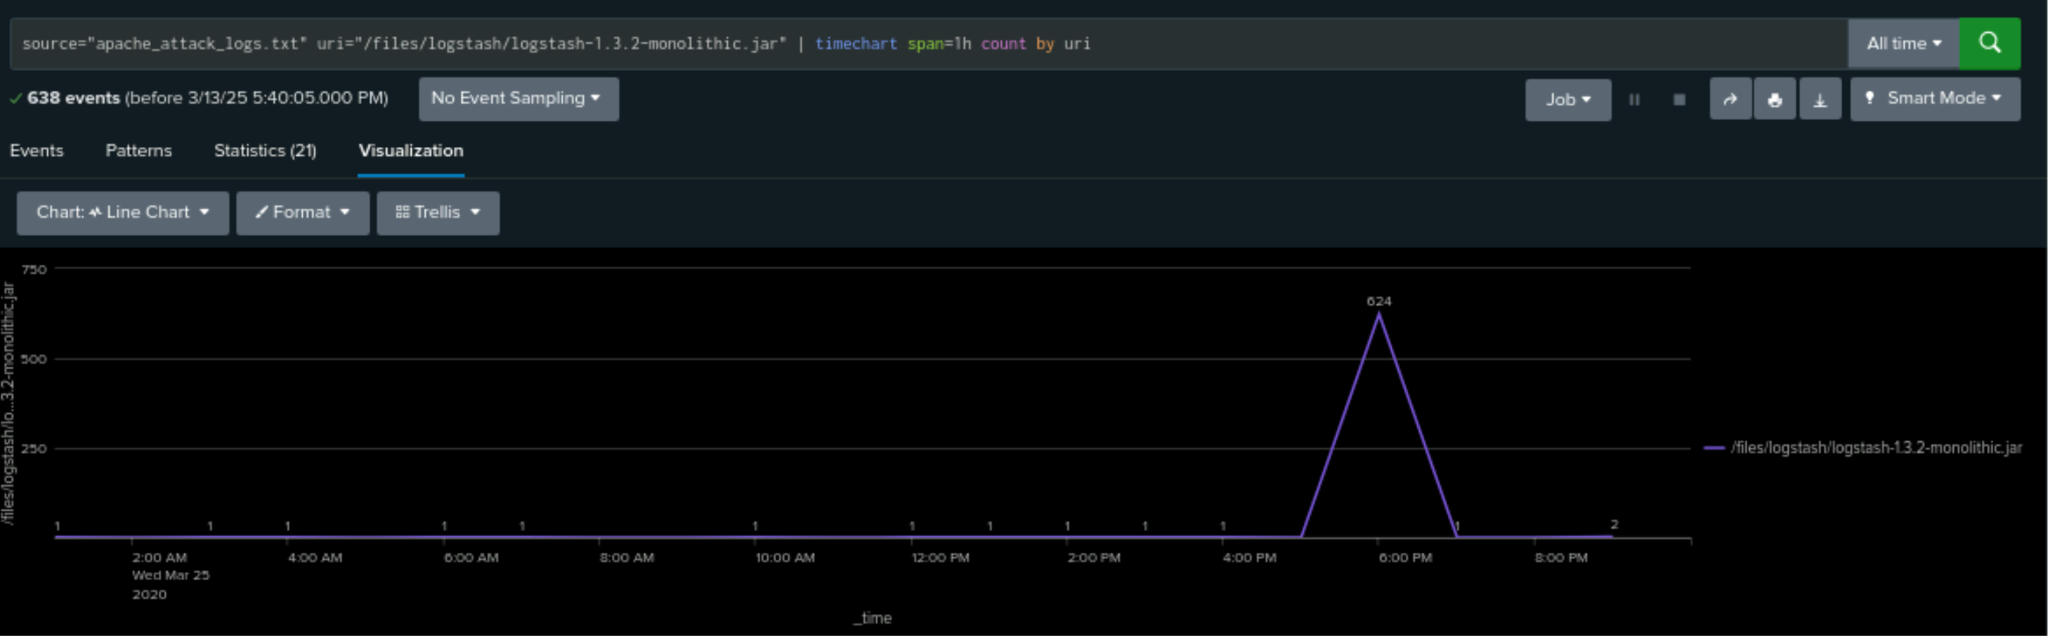 source="apache_attack_logs.txt" uri="/files/logstash/logstash-1.3.2-monolithic.jar" | timechart span=1h count by uri
All time
638 events (before 3/13/25 5:40:05.000 PM)
No Event Sampling
Job
Smart Mode
Events
Patterns
Statistics (21)
Visualization
Chart: Line Chart
Format
Trellis
/files/logstash/lo...3.2-monolithic.jar
750
500
250
624
1 1 1 1 1 1 1 1 1 1 1 1 2
/files/logstash/logstash-1.3.2-monolithic.jar
2:00 AM 4:00 AM 6:00 AM 8:00 AM 10:00 AM 12:00 PM 2:00 PM 4:00 PM 6:00 PM 8:00 PM
Wed Mar 25
2020
_time